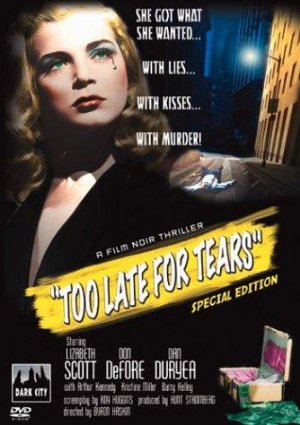 SHE GOT WHAT
SHE WANTED...
WITH LIES...
WITH KISSES...
WITH MURDER!
A FILM NOIR THRILLER
"TOO LATE FOR TEARS"
SPECIAL EDITION
Starring
LIZABETH SCOTT
DON DeFORE
DAN DURYEA
with Arthur Kennedy Kristine Miller Barry Kelley
screenplay by ROY HUGGINS produced by HUNT STROMBERG
directed by BYRON HASKIN
DARK CITY
DVD